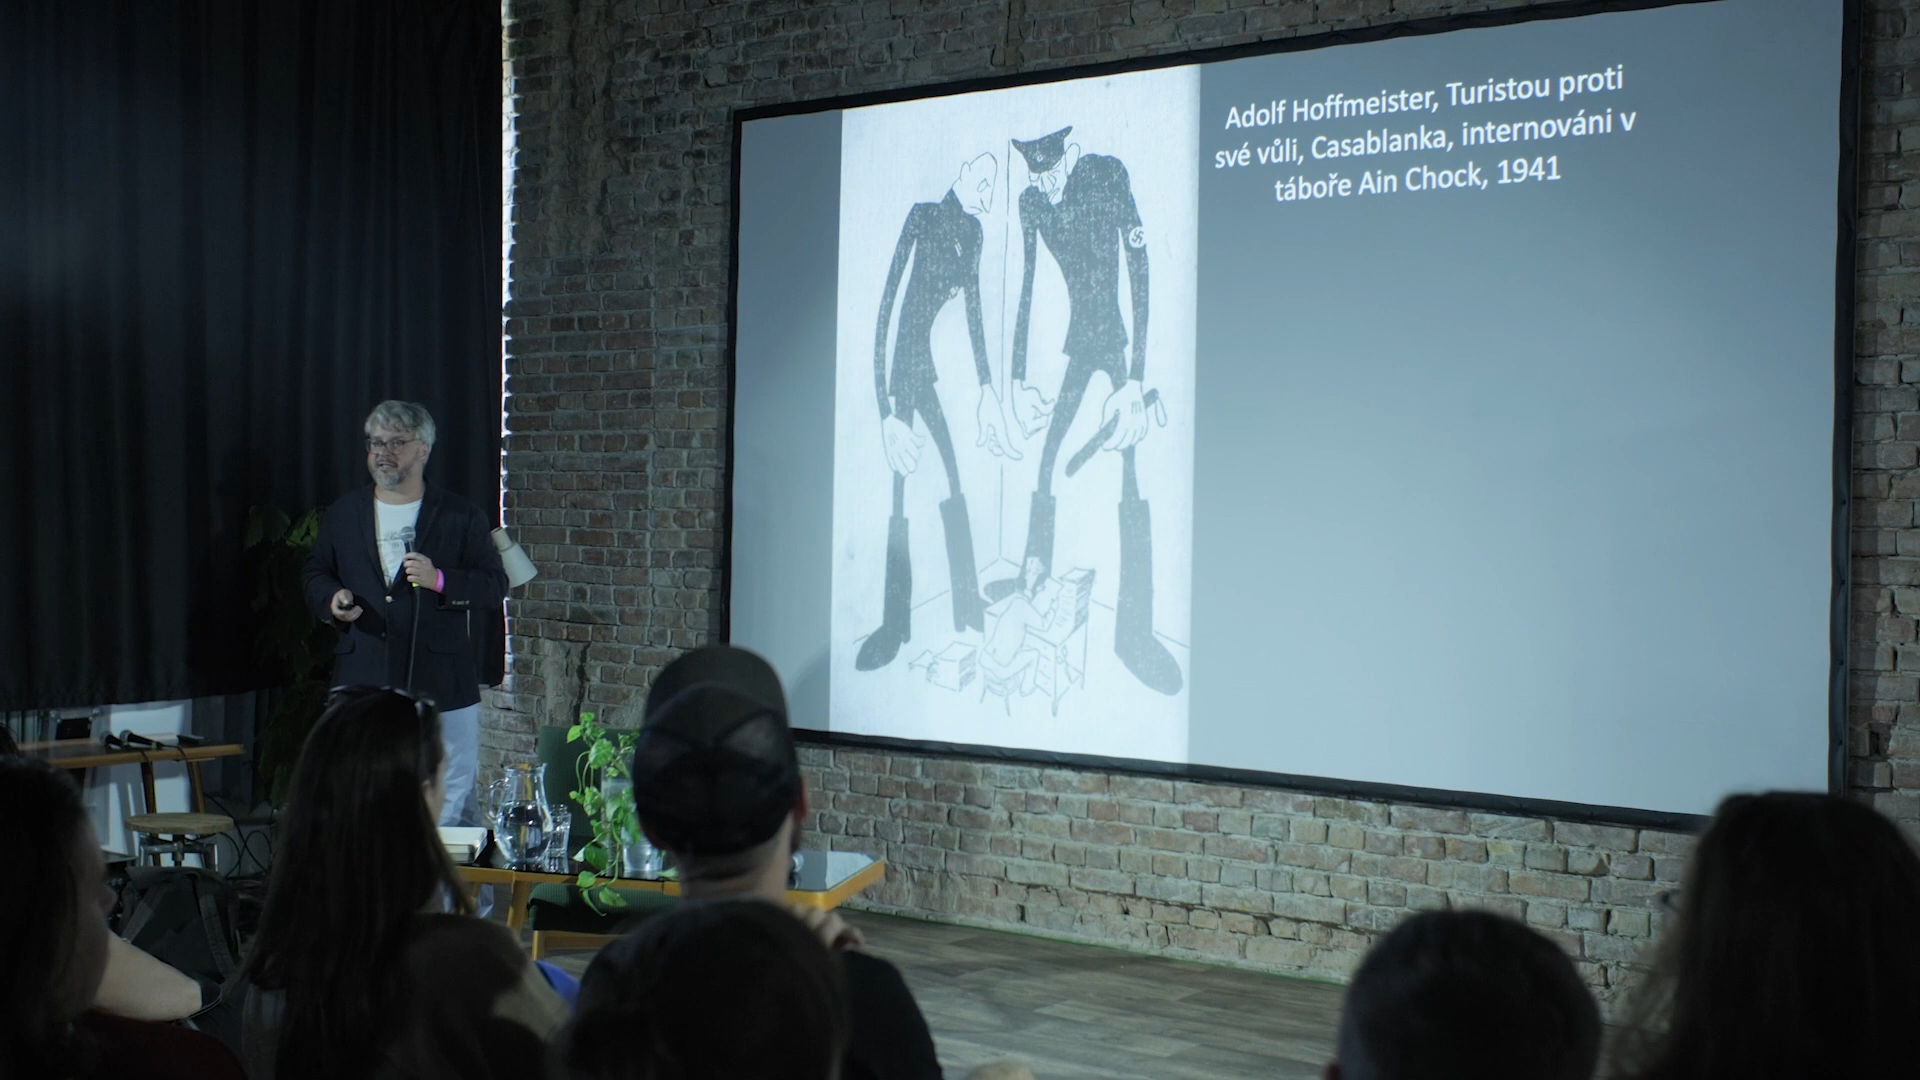 Adolf Hoffmeister, Turistou proti
své vůli, Casablanka, internováni v
táboře Ain Chock, 1941